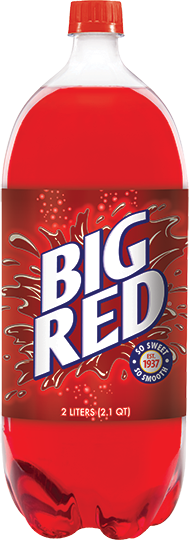 BIG
RED
SO SWEET
EST.
1937
SO SMOOTH
2 LITERS (2.1 QT)